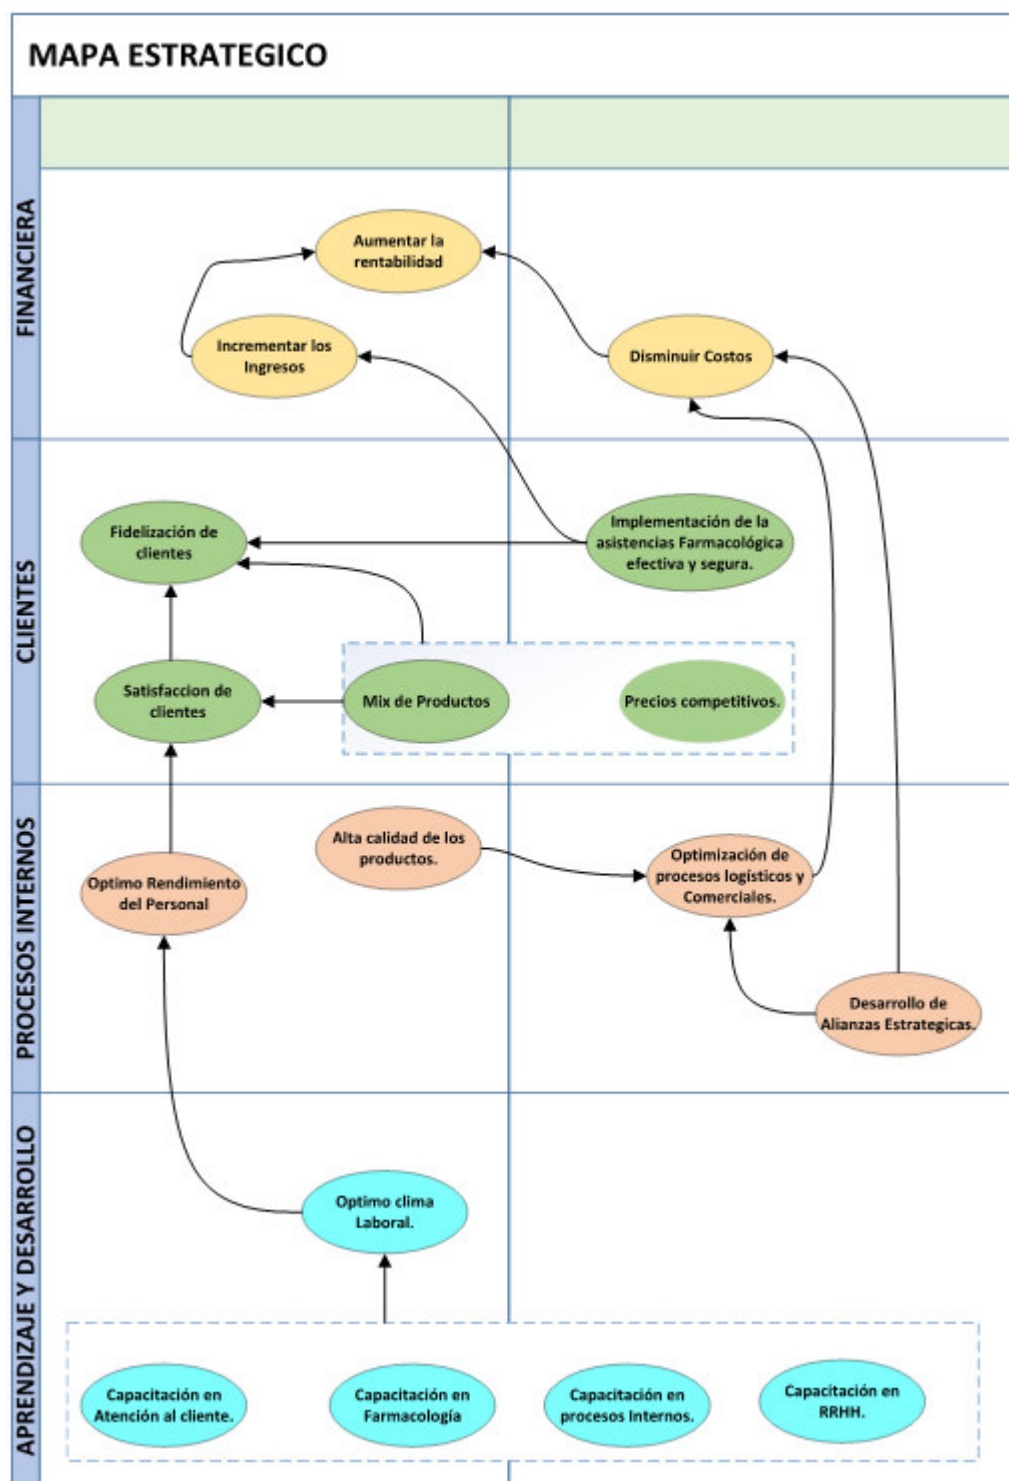 MAPA ESTRATEGICO
FINANCIERA
Aumentar la
rentabilidad
Incrementar los
Ingresos
Disminuir Costos
CLIENTES
Fidelización de
clientes
Implementación de la
asistencias Farmacológica
efectiva y segura.
Satisfaccion de
clientes
Mix de Productos
Precios competitivos.
PROCESOS INTERNOS
Alta calidad de los
productos.
Optimización de
procesos logísticos y
Comerciales.
Optimo Rendimiento
del Personal
Desarrollo de
Alianzas Estrategicas.
APRENDIZAJE Y DESARROLLO
Optimo clima
Laboral.
Capacitación en
Atención al cliente.
Capacitación en
Farmacología
Capacitación en
procesos Internos.
Capacitación en
RRHH.